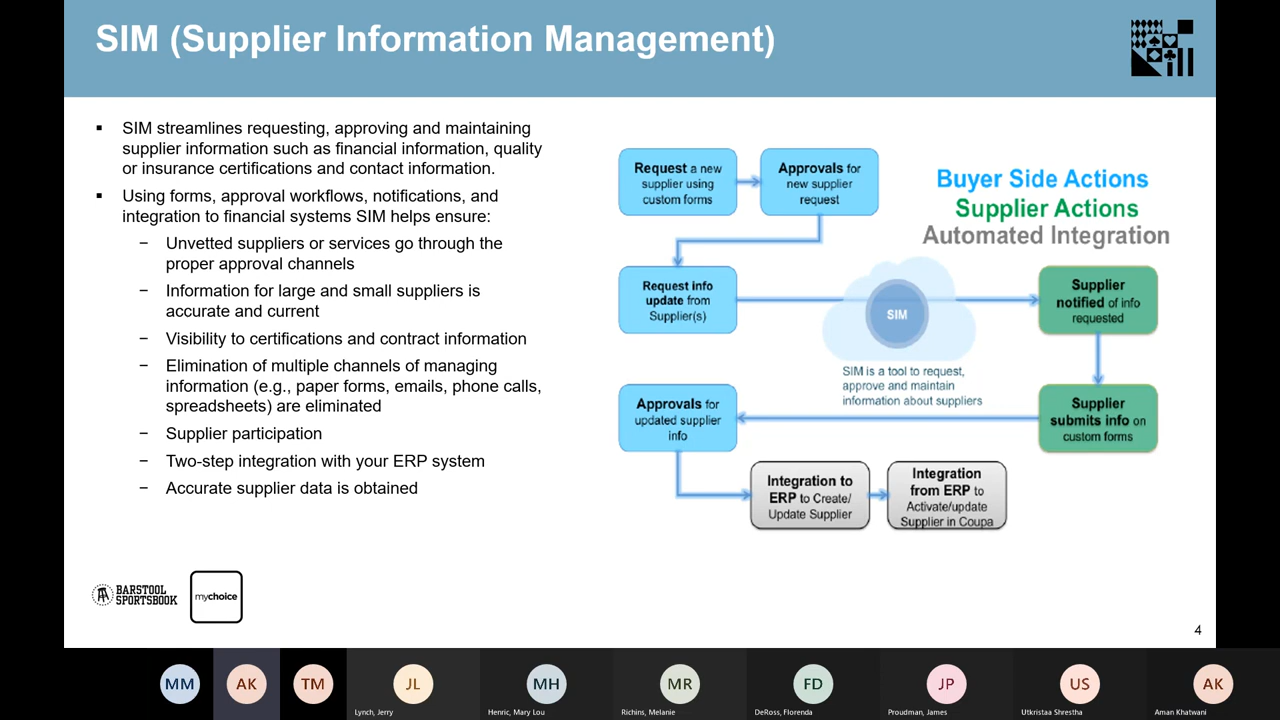 SIM (Supplier Information Management)
▪ SIM streamlines requesting, approving and maintaining
supplier information such as financial information, quality
or insurance certifications and contact information.
▪ Using forms, approval workflows, notifications, and
integration to financial systems SIM helps ensure:
− Unvetted suppliers or services go through the
proper approval channels
− Information for large and small suppliers is
accurate and current
− Visibility to certifications and contract information
− Elimination of multiple channels of managing
information (e.g., paper forms, emails, phone calls,
spreadsheets) are eliminated
− Supplier participation
− Two-step integration with your ERP system
− Accurate supplier data is obtained
Request a new
supplier using
custom forms
Approvals for
new supplier
request
Buyer Side Actions
Supplier Actions
Automated Integration
Request info
update from
Supplier(s)
SIM
SIM is a tool to request,
approve and maintain
information about suppliers
Supplier
notified of info
requested
Approvals for
updated supplier
info
Supplier
submits info on
custom forms
Integration to
ERP to Create/
Update Supplier
Integration
from ERP to
Activate/update
Supplier in Coupa
BARSTOOL
SPORTSBOOK
mychoice
4
MM
AK
TM
JL
Lynch, Jerry
MH
Henric, Mary Lou
MR
Richins, Melanie
FD
DeRoss, Florenda
JP
Proudman, James
US
Utkristaa Shrestha
AK
Aman Khatwani